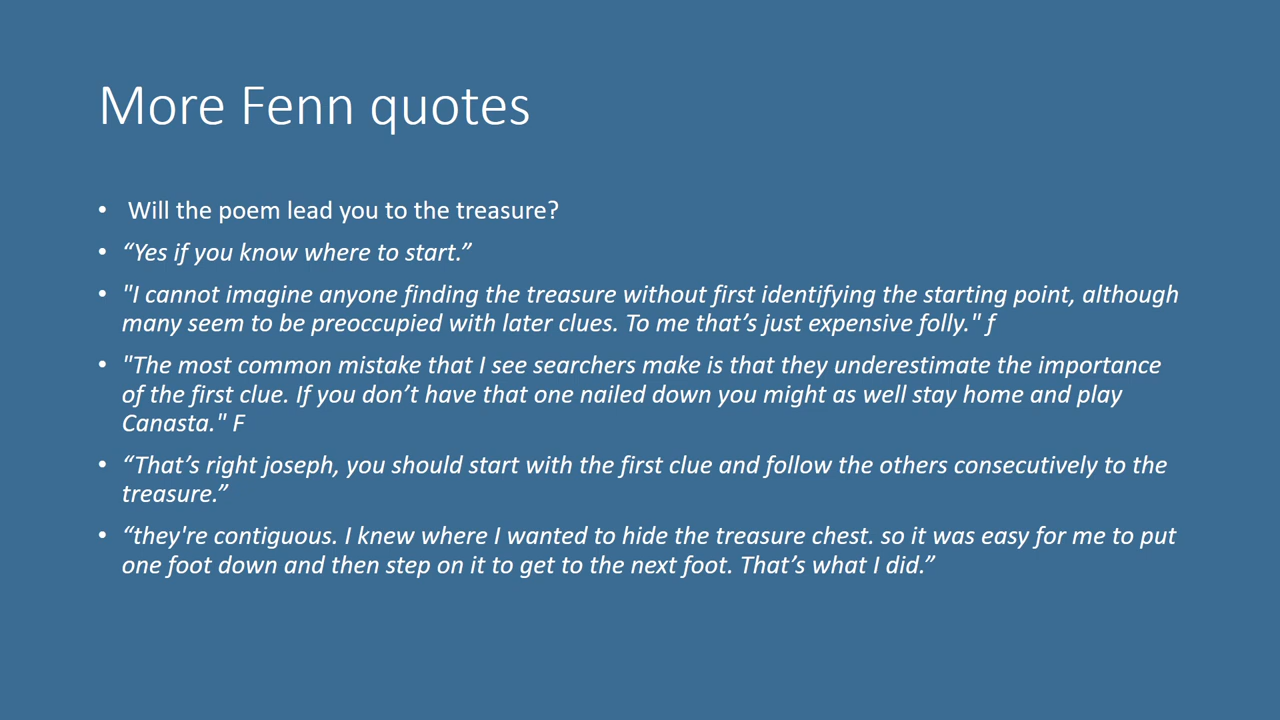 More Fenn quotes
• Will the poem lead you to the treasure?
• “Yes if you know where to start.”
• "I cannot imagine anyone finding the treasure without first identifying the starting point, although
many seem to be preoccupied with later clues. To me that’s just expensive folly." f
• "The most common mistake that I see searchers make is that they underestimate the importance
of the first clue. If you don’t have that one nailed down you might as well stay home and play
Canasta." F
• “That’s right joseph, you should start with the first clue and follow the others consecutively to the
treasure.”
• “they're contiguous. I knew where I wanted to hide the treasure chest. so it was easy for me to put
one foot down and then step on it to get to the next foot. That’s what I did.”